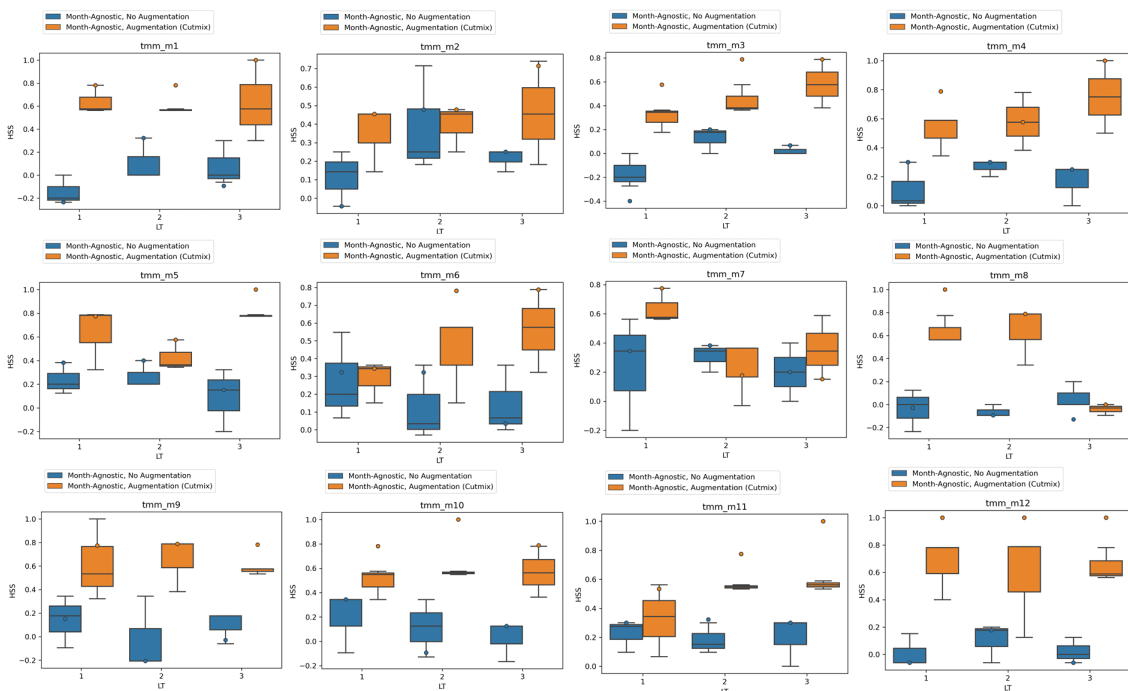 Month-Agnostic, No Augmentation
Month-Agnostic, Augmentation (Cutmix)
tmm_m1
HSS
1.0
0.8
0.6
0.4
0.2
0.0
−0.2
1 2 3
LT
Month-Agnostic, No Augmentation
Month-Agnostic, Augmentation (Cutmix)
tmm_m2
HSS
0.7
0.6
0.5
0.4
0.3
0.2
0.1
0.0
1 2 3
LT
Month-Agnostic, No Augmentation
Month-Agnostic, Augmentation (Cutmix)
tmm_m3
HSS
0.8
0.6
0.4
0.2
0.0
−0.2
−0.4
1 2 3
LT
Month-Agnostic, No Augmentation
Month-Agnostic, Augmentation (Cutmix)
tmm_m4
HSS
1.0
0.8
0.6
0.4
0.2
0.0
1 2 3
LT
Month-Agnostic, No Augmentation
Month-Agnostic, Augmentation (Cutmix)
tmm_m5
HSS
1.0
0.8
0.6
0.4
0.2
0.0
−0.2
1 2 3
LT
Month-Agnostic, No Augmentation
Month-Agnostic, Augmentation (Cutmix)
tmm_m6
HSS
0.8
0.7
0.6
0.5
0.4
0.3
0.2
0.1
0.0
1 2 3
LT
Month-Agnostic, No Augmentation
Month-Agnostic, Augmentation (Cutmix)
tmm_m7
HSS
0.8
0.6
0.4
0.2
0.0
−0.2
1 2 3
LT
Month-Agnostic, No Augmentation
Month-Agnostic, Augmentation (Cutmix)
tmm_m8
HSS
1.0
0.8
0.6
0.4
0.2
0.0
−0.2
1 2 3
LT
Month-Agnostic, No Augmentation
Month-Agnostic, Augmentation (Cutmix)
tmm_m9
HSS
1.0
0.8
0.6
0.4
0.2
0.0
−0.2
1 2 3
LT
Month-Agnostic, No Augmentation
Month-Agnostic, Augmentation (Cutmix)
tmm_m10
HSS
1.0
0.8
0.6
0.4
0.2
0.0
−0.2
1 2 3
LT
Month-Agnostic, No Augmentation
Month-Agnostic, Augmentation (Cutmix)
tmm_m11
HSS
1.0
0.8
0.6
0.4
0.2
0.0
1 2 3
LT
Month-Agnostic, No Augmentation
Month-Agnostic, Augmentation (Cutmix)
tmm_m12
HSS
1.0
0.8
0.6
0.4
0.2
0.0
1 2 3
LT